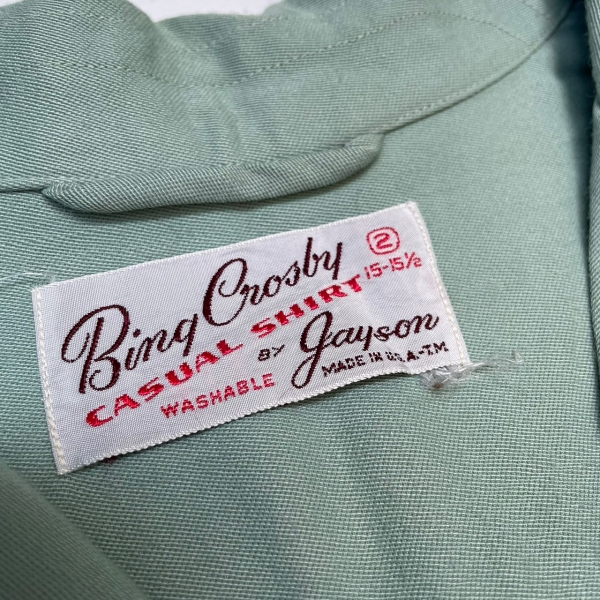 Bing Crosby ②
CASUAL SHIRT 15-15½
BY Jayson
WASHABLE MADE IN U.S.A.-T.M